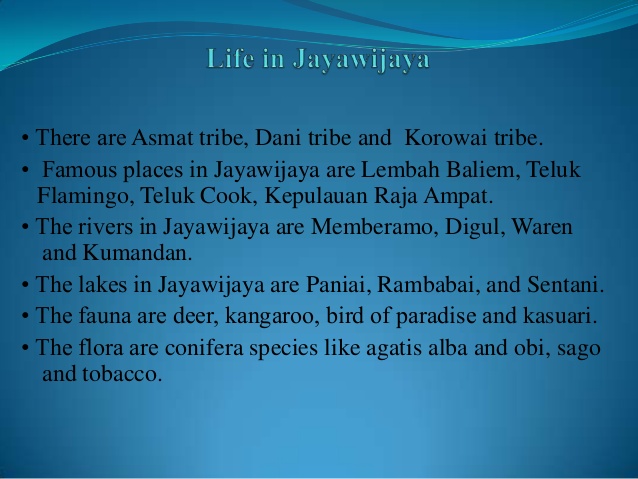 Life in Jayawijaya
• There are Asmat tribe, Dani tribe and Korowai tribe.
• Famous places in Jayawijaya are Lembah Baliem, Teluk
Flamingo, Teluk Cook, Kepulauan Raja Ampat.
• The rivers in Jayawijaya are Memberamo, Digul, Waren
and Kumandan.
• The lakes in Jayawijaya are Paniai, Rambabai, and Sentani.
• The fauna are deer, kangaroo, bird of paradise and kasuari.
• The flora are conifera species like agatis alba and obi, sago
and tobacco.